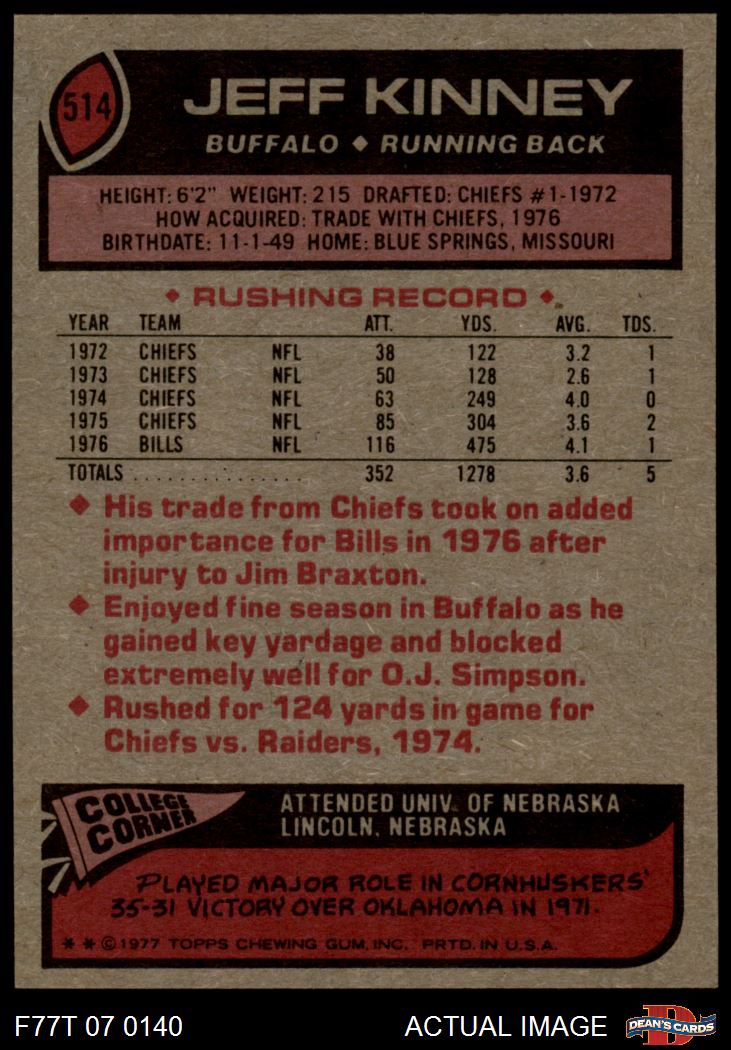 514
JEFF KINNEY
BUFFALO ◆ RUNNING BACK
HEIGHT: 6'2" WEIGHT: 215 DRAFTED: CHIEFS #1-1972
HOW ACQUIRED: TRADE WITH CHIEFS, 1976
BIRTHDATE: 11-1-49 HOME: BLUE SPRINGS, MISSOURI
◆ RUSHING RECORD ◆
YEAR TEAM ATT. YDS. AVG. TDS.
1972 CHIEFS NFL 38 122 3.2 1
1973 CHIEFS NFL 50 128 2.6 1
1974 CHIEFS NFL 63 249 4.0 0
1975 CHIEFS NFL 85 304 3.6 2
1976 BILLS NFL 116 475 4.1 1
TOTALS . . . . . . . . . . . . . . . 352 1278 3.6 5
◆ His trade from Chiefs took on added
importance for Bills in 1976 after
injury to Jim Braxton.
◆ Enjoyed fine season in Buffalo as he
gained key yardage and blocked
extremely well for O.J. Simpson.
◆ Rushed for 124 yards in game for
Chiefs vs. Raiders, 1974.
COLLEGE
CORNER
ATTENDED UNIV. OF NEBRASKA
LINCOLN, NEBRASKA
PLAYED MAJOR ROLE IN CORNHUSKERS'
35-31 VICTORY OVER OKLAHOMA IN 1971.
* * © 1977 TOPPS CHEWING GUM, INC. PRTD. IN U.S.A.
F77T 07 0140 ACTUAL IMAGE
D
DEAN'S CARDS